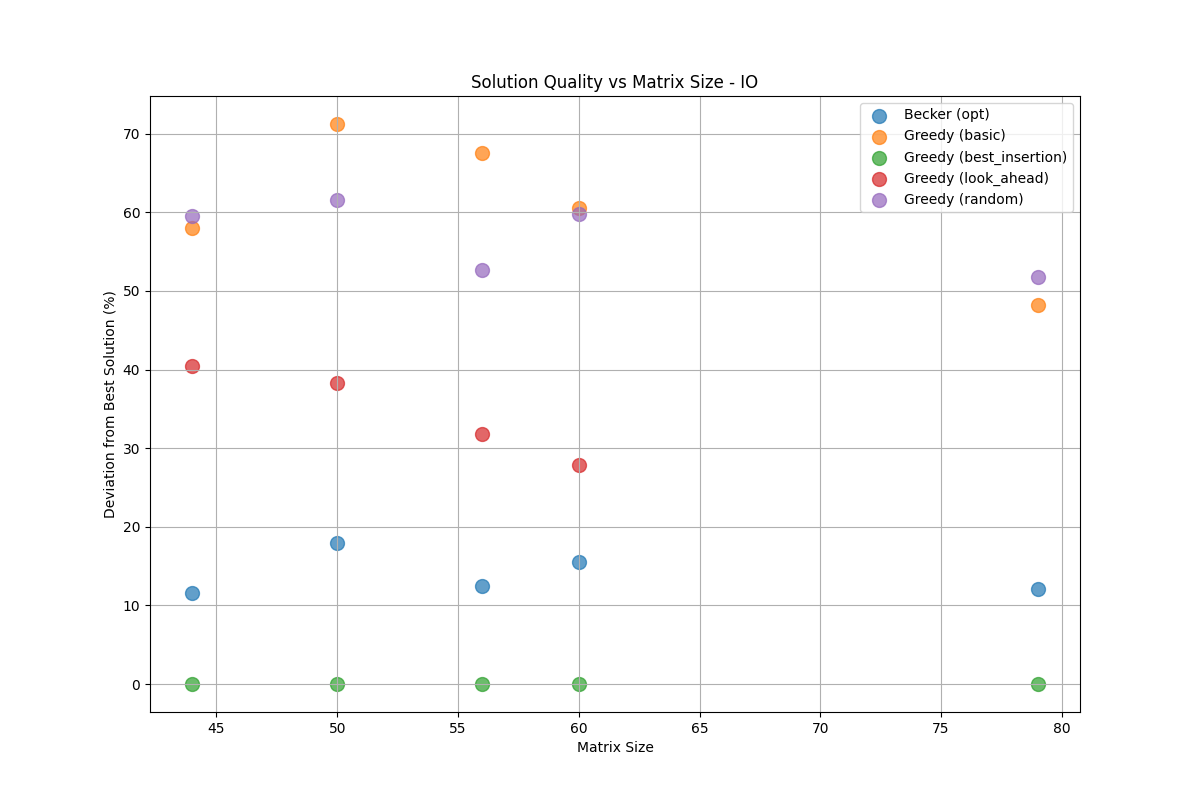 Solution Quality vs Matrix Size - IO
Becker (opt)
Greedy (basic)
Greedy (best_insertion)
Greedy (look_ahead)
Greedy (random)
Deviation from Best Solution (%)
70
60
50
40
30
20
10
0
45
50
55
60
65
70
75
80
Matrix Size